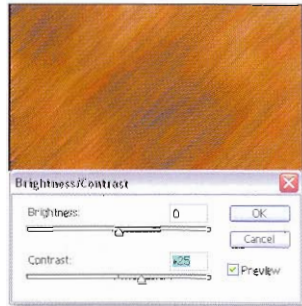 Brightness/Contrast
Brightness: 0
OK
Cancel
Contrast: +25
Preview